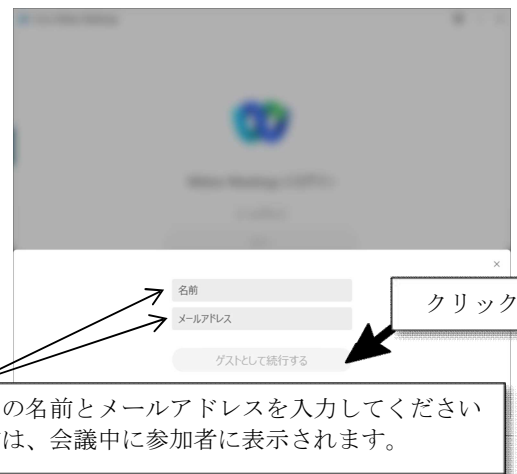 名前
メールアドレス
クリック
ゲストとして続行する
の名前とメールアドレスを入力してください
は、会議中に参加者に表示されます。